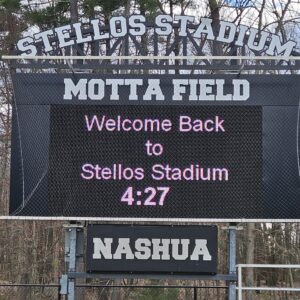 STELLOS STADIUM
MOTTA FIELD
Welcome Back
to
Stellos Stadium
4:27
NASHUA